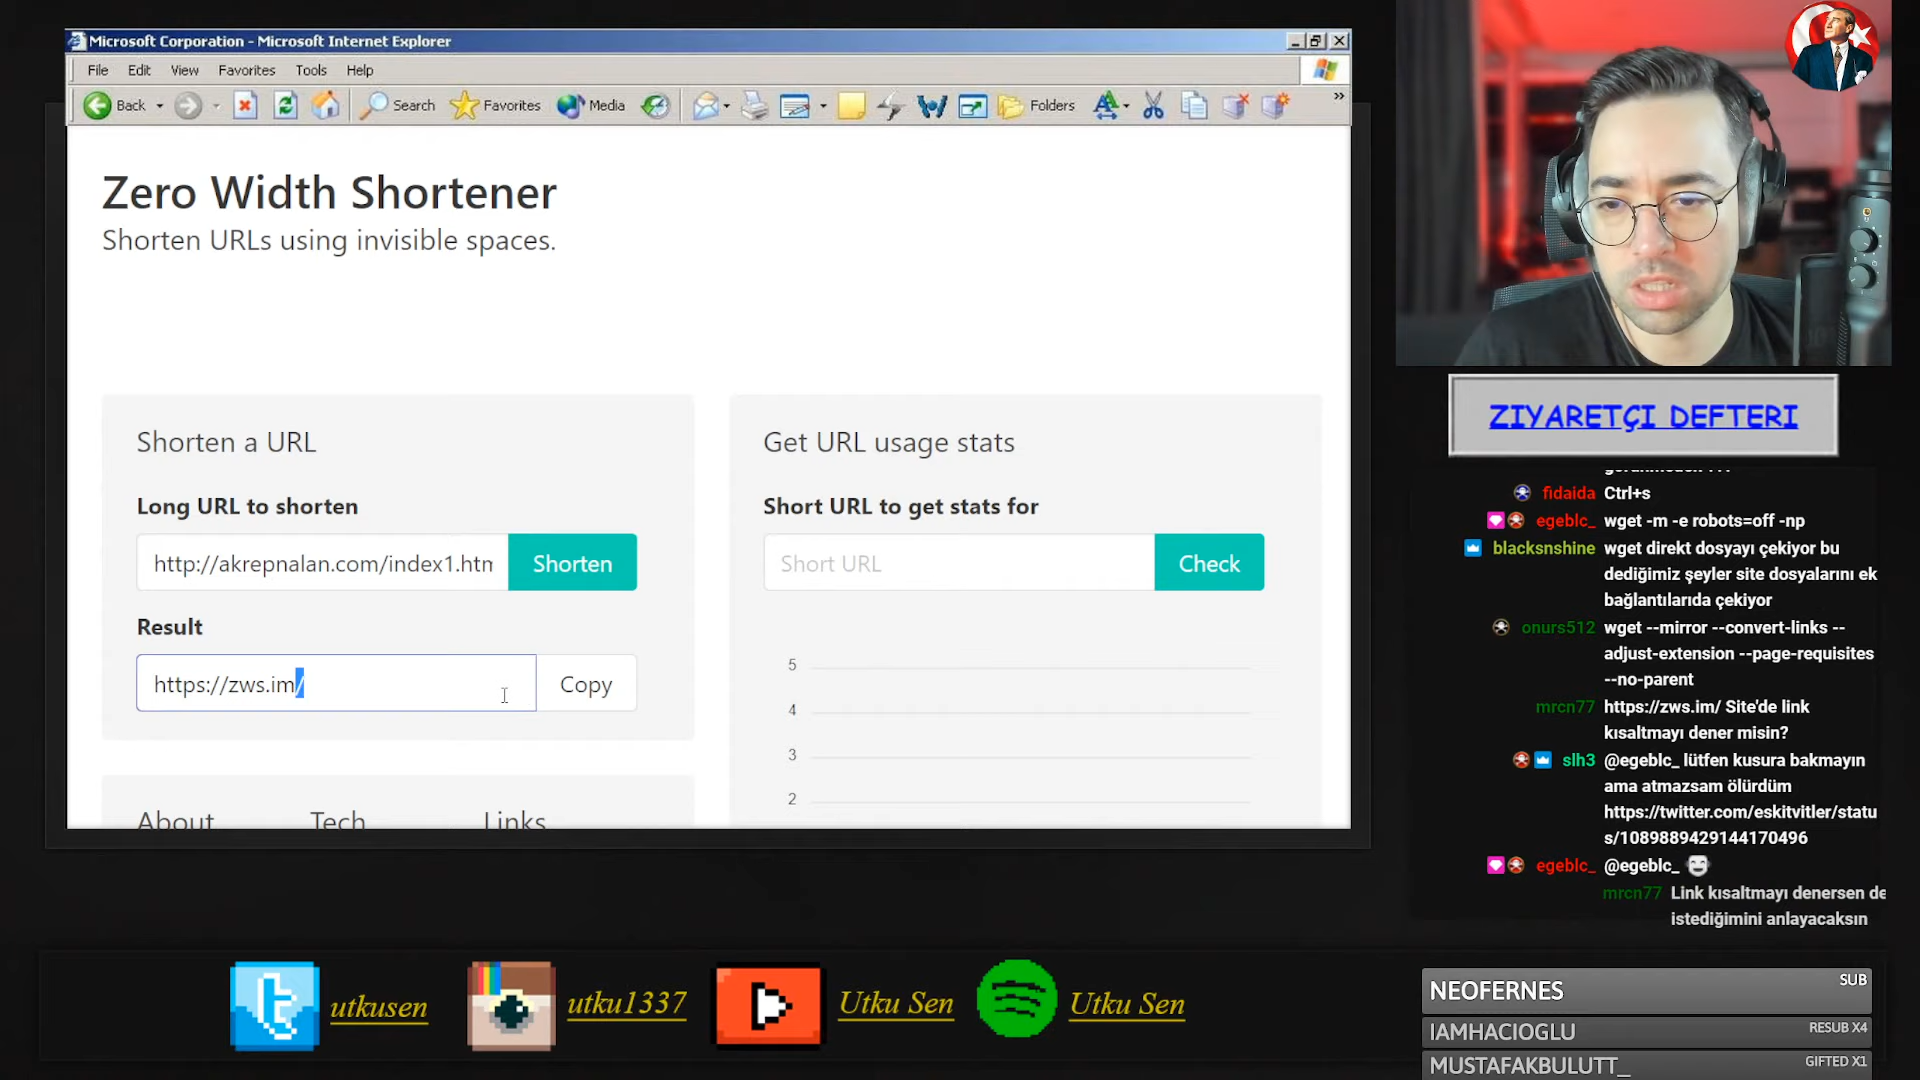 Microsoft Corporation - Microsoft Internet Explorer
File Edit View Favorites Tools Help
Back Search Favorites Media Folders
Zero Width Shortener
Shorten URLs using invisible spaces.
Shorten a URL
Long URL to shorten
http://akrepnalan.com/index1.htm
Shorten
Result
https://zws.im/
Copy
About Tech Links
Get URL usage stats
Short URL to get stats for
Short URL
Check
5
4
3
2
ZIYARETÇI DEFTERI
fidaida Ctrl+s
egeblc_ wget -m -e robots=off -np
blacksnshine wget direkt dosyayı çekiyor bu
dediğimiz şeyler site dosyalarını ek
bağlantılarıda çekiyor
onurs512 wget --mirror --convert-links --
adjust-extension --page-requisites
--no-parent
mrcn77 https://zws.im/ Site'de link
kısaltmayı dener misin?
slh3 @egeblc_ lütfen kusura bakmayın
ama atmazsam ölürdüm
https://twitter.com/eskitvitler/statu
s/1089889429144170496
egeblc_ @egeblc_
mrcn77 Link kısaltmayı denersen de
istediğimini anlayacaksın
utkusen
utku1337
Utku Sen
Utku Sen
NEOFERNES SUB
IAMHACIOGLU RESUB X4
MUSTAFAKBULUTT_ GIFTED X1